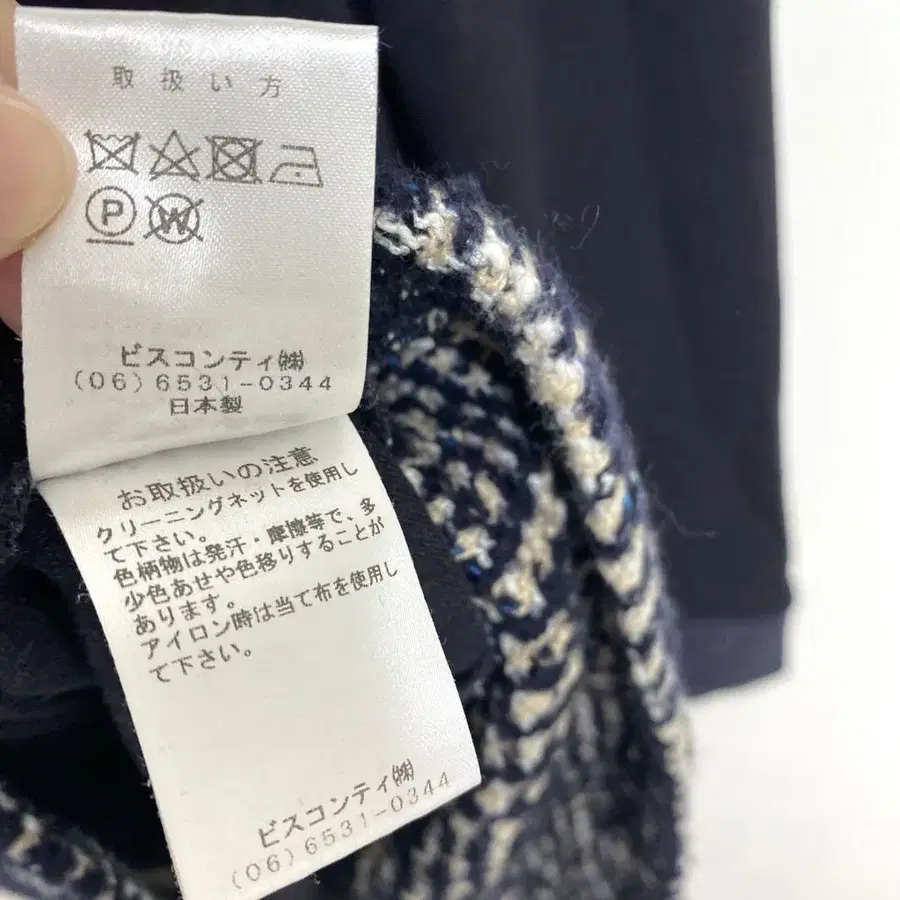 取扱い方
P W
ビスコンティ㈱
(06)6531-0344
日本製
お取扱いの注意
クリーニングネットを使用し
て下さい。
色柄物は発汗・摩擦等で、多
少色あせや色移りすることが
あります。
アイロン時は当て布を使用し
て下さい。
ビスコンティ㈱
(06)6531-0344